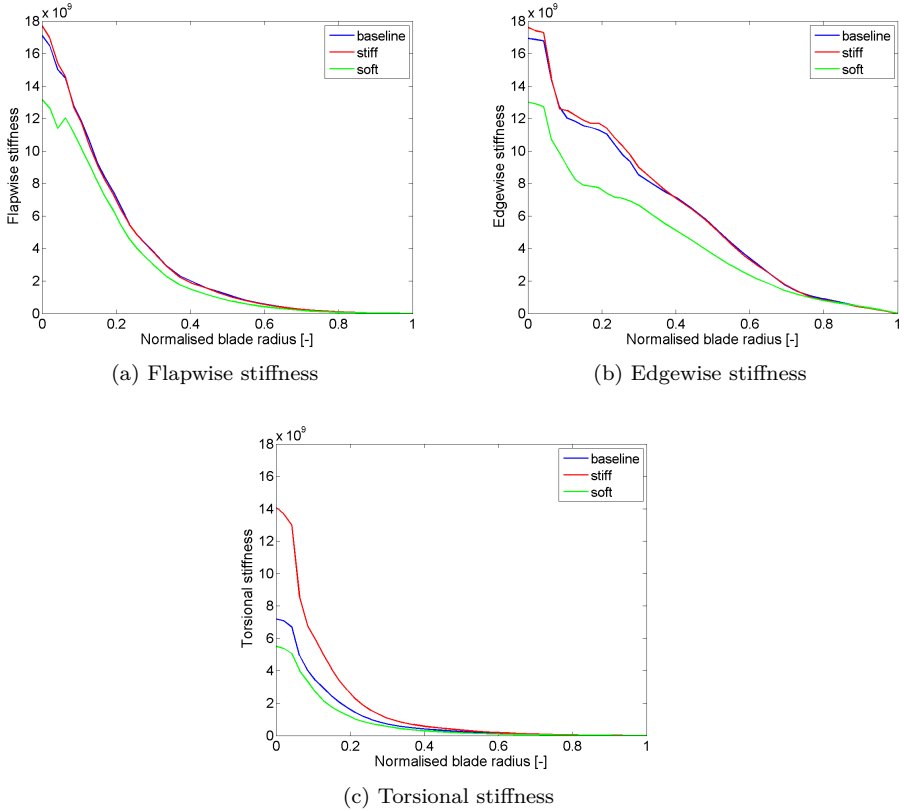 x 10^9
18
16
14
12
10
8
6
4
2
0
Flapwise stiffness
baseline
stiff
soft
0 0.2 0.4 0.6 0.8 1
Normalised blade radius [-]
(a) Flapwise stiffness
x 10^9
18
16
14
12
10
8
6
4
2
0
Edgewise stiffness
baseline
stiff
soft
0 0.2 0.4 0.6 0.8 1
Normalised blade radius [-]
(b) Edgewise stiffness
x 10^9
18
16
14
12
10
8
6
4
2
0
Torsional stiffness
baseline
stiff
soft
0 0.2 0.4 0.6 0.8 1
Normalised blade radius [-]
(c) Torsional stiffness